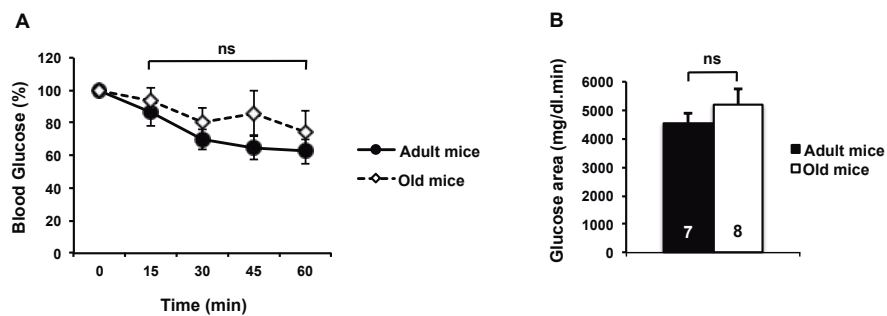 A
ns
120
100
80
60
40
20
0
Blood Glucose (%)
0 15 30 45 60
Time (min)
Adult mice
Old mice
B
ns
6000
5000
4000
3000
2000
1000
0
Glucose area (mg/dl.min)
7 8
Adult mice
Old mice